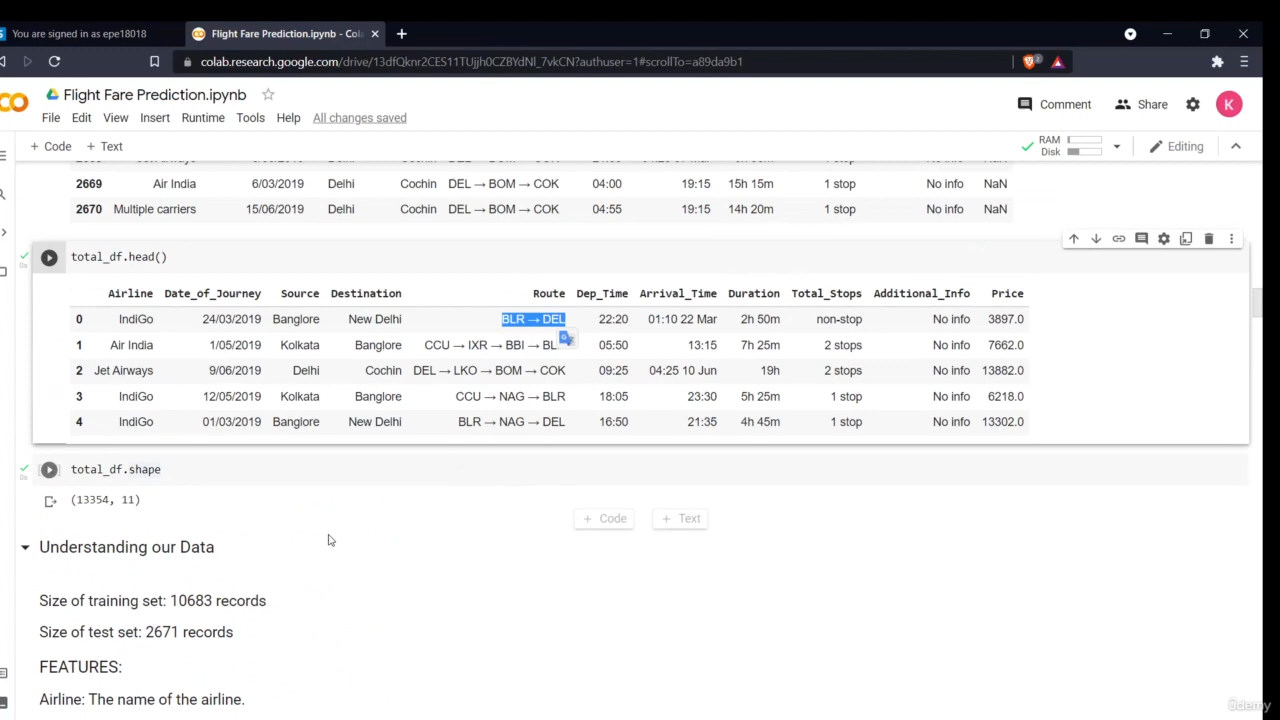 You are signed in as epe18018
Flight Fare Prediction.ipynb - Cola
colab.research.google.com/drive/13dfQknr2CES11TUjjh0CZBYdNl_7vkCN?authuser=1#scrollTo=a89da9b1
2
Flight Fare Prediction.ipynb
Comment Share K
File Edit View Insert Runtime Tools Help All changes saved
+ Code + Text RAM Disk Editing
2669 Air India 6/03/2019 Delhi Cochin DEL → BOM → COK 04:00 19:15 15h 15m 1 stop No info NaN
2670 Multiple carriers 15/06/2019 Delhi Cochin DEL → BOM → COK 04:55 19:15 14h 20m 1 stop No info NaN
total_df.head()
Airline Date_of_Journey Source Destination Route Dep_Time Arrival_Time Duration Total_Stops Additional_Info Price
0 IndiGo 24/03/2019 Banglore New Delhi BLR → DEL 22:20 01:10 22 Mar 2h 50m non-stop No info 3897.0
1 Air India 1/05/2019 Kolkata Banglore CCU → IXR → BBI → BL 05:50 13:15 7h 25m 2 stops No info 7662.0
2 Jet Airways 9/06/2019 Delhi Cochin DEL → LKO → BOM → COK 09:25 04:25 10 Jun 19h 2 stops No info 13882.0
3 IndiGo 12/05/2019 Kolkata Banglore CCU → NAG → BLR 18:05 23:30 5h 25m 1 stop No info 6218.0
4 IndiGo 01/03/2019 Banglore New Delhi BLR → NAG → DEL 16:50 21:35 4h 45m 1 stop No info 13302.0
total_df.shape
(13354, 11)
+ Code + Text
Understanding our Data
Size of training set: 10683 records
Size of test set: 2671 records
FEATURES:
Airline: The name of the airline.
ûdemy